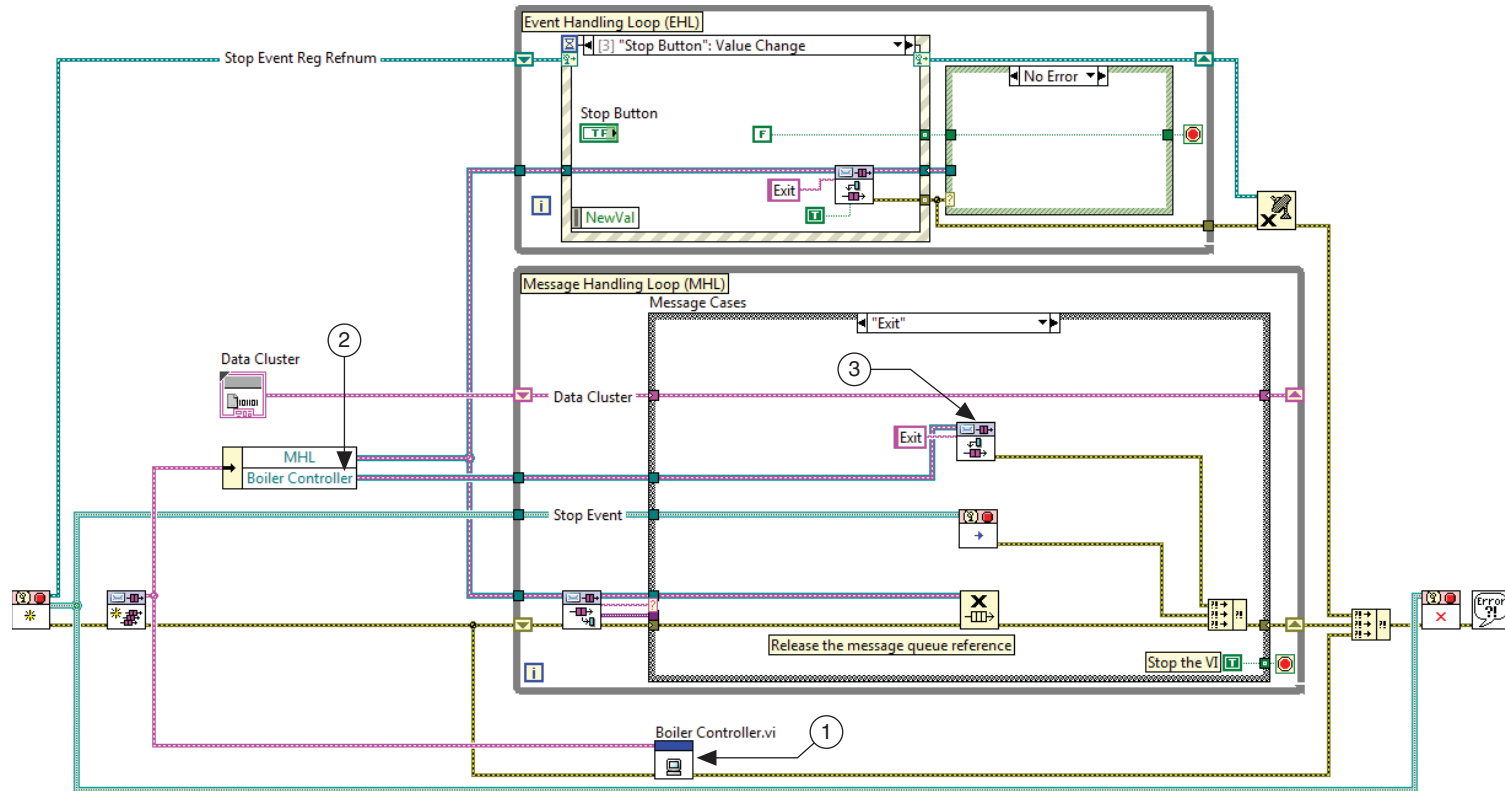 Event Handling Loop (EHL)
[3] "Stop Button": Value Change
Stop Event Reg Refnum
No Error
Stop Button
TF
F
Exit
T
NewVal
i
Message Handling Loop (MHL)
Message Cases
"Exit"
2
Data Cluster
3
Data Cluster
Exit
MHL
Boiler Controller
Stop Event
Error
?!
Release the message queue reference
Stop the VI
T
i
Boiler Controller.vi
1